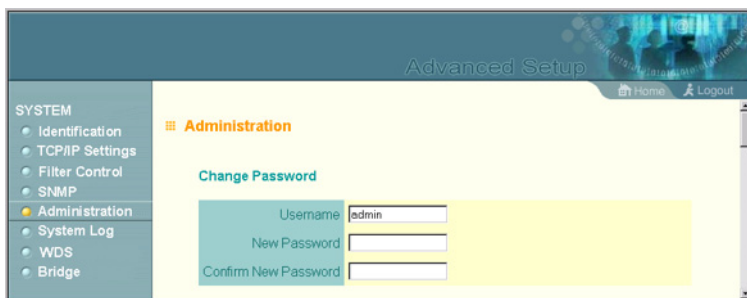 Advanced Setup
Home Logout
SYSTEM
Identification
TCP/IP Settings
Filter Control
SNMP
Administration
System Log
WDS
Bridge
Administration
Change Password
Username admin
New Password
Confirm New Password